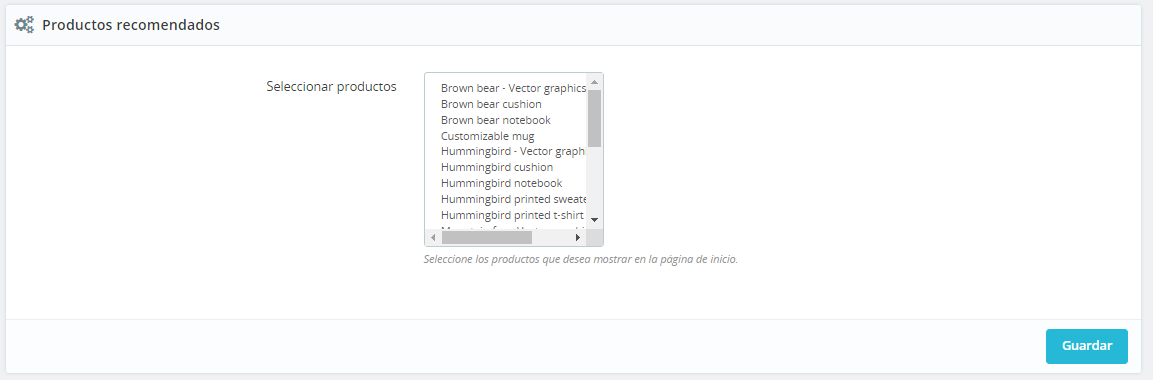 Productos recomendados
Seleccionar productos
Brown bear - Vector graphics
Brown bear cushion
Brown bear notebook
Customizable mug
Hummingbird - Vector graphi
Hummingbird cushion
Hummingbird notebook
Hummingbird printed sweate
Hummingbird printed t-shirt
Seleccione los productos que desea mostrar en la página de inicio.
Guardar